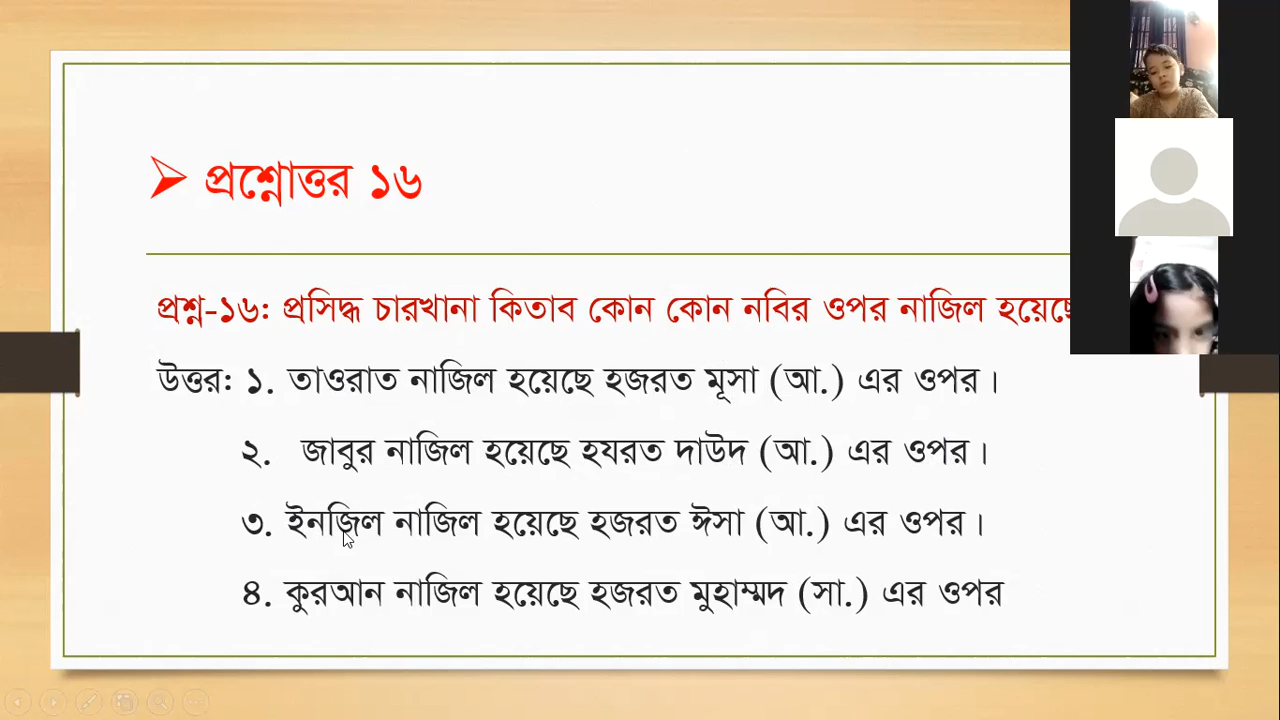 প্রশ্নোত্তর ১৬
প্রশ্ন-১৬: প্রসিদ্ধ চারখানা কিতাব কোন কোন নবির ওপর নাজিল হয়েছে
উত্তর: ১. তাওরাত নাজিল হয়েছে হজরত মূসা (আ.) এর ওপর।
২. জাবুর নাজিল হয়েছে হযরত দাউদ (আ.) এর ওপর।
৩. ইনজিল নাজিল হয়েছে হজরত ঈসা (আ.) এর ওপর।
৪. কুরআন নাজিল হয়েছে হজরত মুহাম্মদ (সা.) এর ওপর